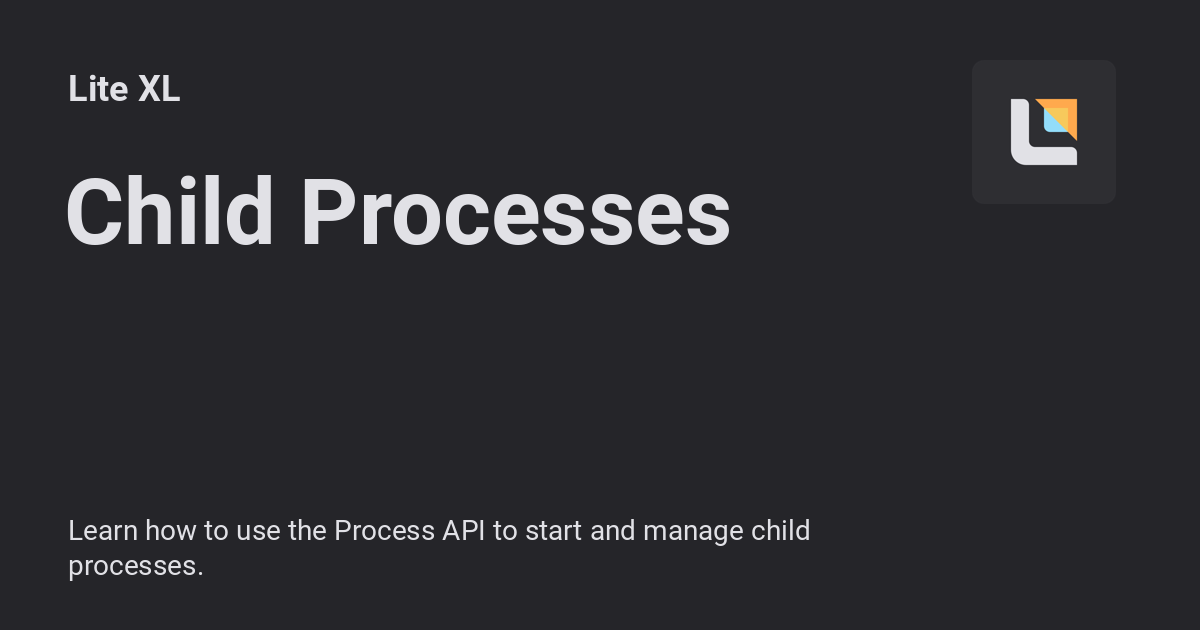 Lite XL
Child Processes
Learn how to use the Process API to start and manage child
processes.